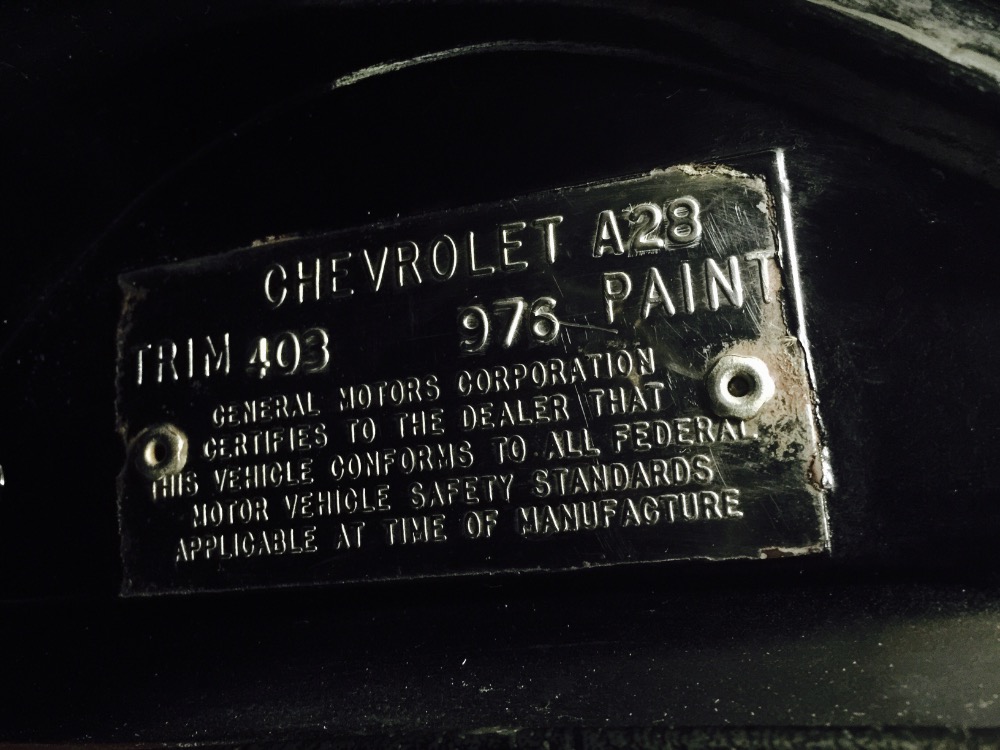 CHEVROLET A28
TRIM 403 976 PAINT
GENERAL MOTORS CORPORATION
CERTIFIES TO THE DEALER THAT
THIS VEHICLE CONFORMS TO ALL FEDERAL
MOTOR VEHICLE SAFETY STANDARDS
APPLICABLE AT TIME OF MANUFACTURE